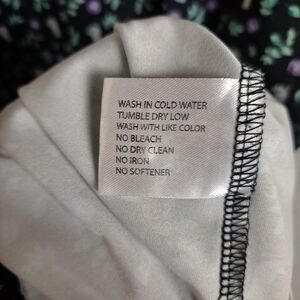 WASH IN COLD WATER
TUMBLE DRY LOW
WASH WITH LIKE COLOR
NO BLEACH
NO DRY CLEAN
NO IRON
NO SOFTENER